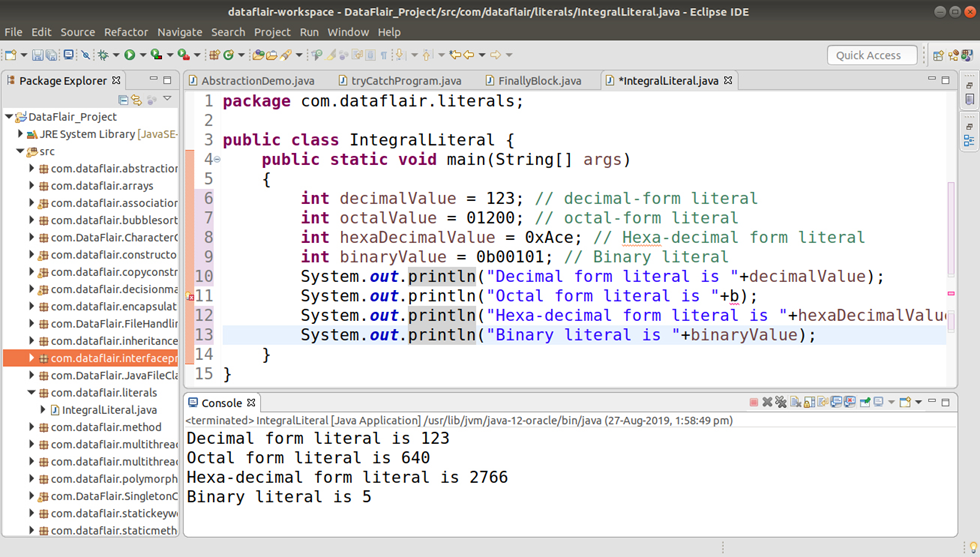 dataflair-workspace - DataFlair_Project/src/com/dataflair/literals/IntegralLiteral.java - Eclipse IDE
File Edit Source Refactor Navigate Search Project Run Window Help
Quick Access
Package Explorer
DataFlair_Project
JRE System Library [JavaSE-
src
com.dataflair.abstraction
com.dataflair.arrays
com.dataflair.association
com.dataflair.bubblesort
com.DataFlair.CharacterC
com.dataflair.constructo
com.dataflair.copyconstr
com.dataflair.decisionma
com.dataflair.encapsulat
com.DataFlair.FileHandlin
com.dataflair.inheritance
com.dataflair.interfacepr
com.DataFlair.JavaFileCla
com.dataflair.literals
IntegralLiteral.java
com.dataflair.method
com.dataflair.multithread
com.dataflair.multithread
com.dataflair.polymorph
com.DataFlair.SingletonC
com.dataflair.statickeyw
com.dataflair.staticmeth
AbstractionDemo.java tryCatchProgram.java FinallyBlock.java *IntegralLiteral.java
1 package com.dataflair.literals;
2
3 public class IntegralLiteral {
4 public static void main(String[] args)
5 {
6 int decimalValue = 123; // decimal-form literal
7 int octalValue = 01200; // octal-form literal
8 int hexaDecimalValue = 0xAce; // Hexa-decimal form literal
9 int binaryValue = 0b00101; // Binary literal
10 System.out.println("Decimal form literal is "+decimalValue);
11 System.out.println("Octal form literal is "+b);
12 System.out.println("Hexa-decimal form literal is "+hexaDecimalValue
13 System.out.println("Binary literal is "+binaryValue);
14 }
15 }
Console
<terminated> IntegralLiteral [Java Application] /usr/lib/jvm/java-12-oracle/bin/java (27-Aug-2019, 1:58:49 pm)
Decimal form literal is 123
Octal form literal is 640
Hexa-decimal form literal is 2766
Binary literal is 5